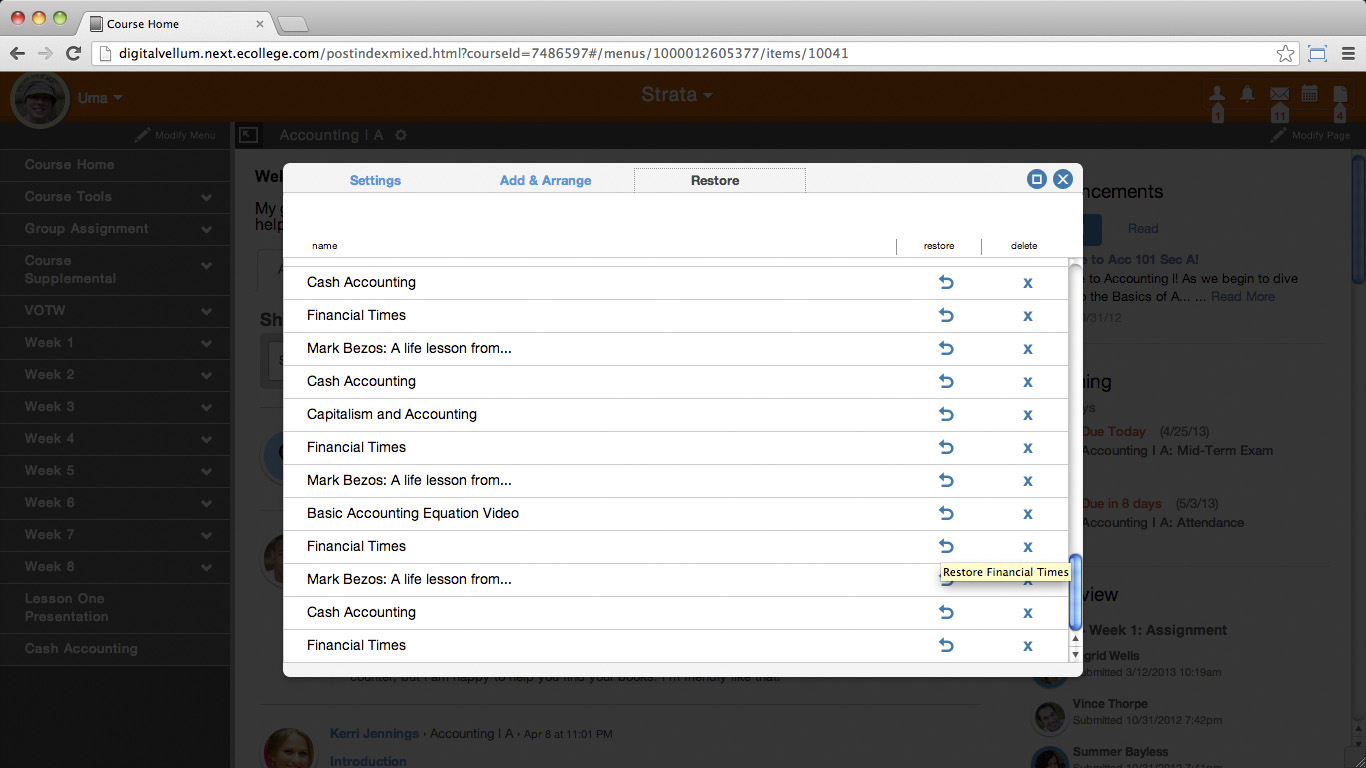 Course Home
digitalvellum.next.ecollege.com/postindexmixed.html?courseId=7486597#/menus/1000012605377/items/10041
Uma
Strata
1
11
4
Modify Menu
Accounting I A
Modify Page
Course Home
Course Tools
Group Assignment
Course
Supplemental
VOTW
Week 1
Week 2
Week 3
Week 4
Week 5
Week 6
Week 7
Week 8
Lesson One
Presentation
Cash Accounting
Wel
My
help
Sh
Settings
Add & Arrange
Restore
name
restore
delete
Cash Accounting
x
Financial Times
x
Mark Bezos: A life lesson from...
x
Cash Accounting
x
Capitalism and Accounting
x
Financial Times
x
Mark Bezos: A life lesson from...
x
Basic Accounting Equation Video
x
Financial Times
x
Restore Financial Times
Mark Bezos: A life lesson from...
Cash Accounting
x
Financial Times
x
counter, but I am happy to help you find your books. I'm friendly like that.
Kerri Jennings › Accounting I A › Apr 8 at 11:01 PM
Introduction
ncements
Read
e to Acc 101 Sec A!
e to Accounting I! As we begin to dive
o the Basics of A... ... Read More
/31/12
ning
ys
Due Today (4/25/13)
Accounting I A: Mid-Term Exam
Due in 8 days (5/3/13)
Accounting I A: Attendance
view
Week 1: Assignment
grid Wells
Submitted 3/12/2013 10:19am
Vince Thorpe
Submitted 10/31/2012 7:42pm
Summer Bayless
Submitted 10/31/2012 7:41pm